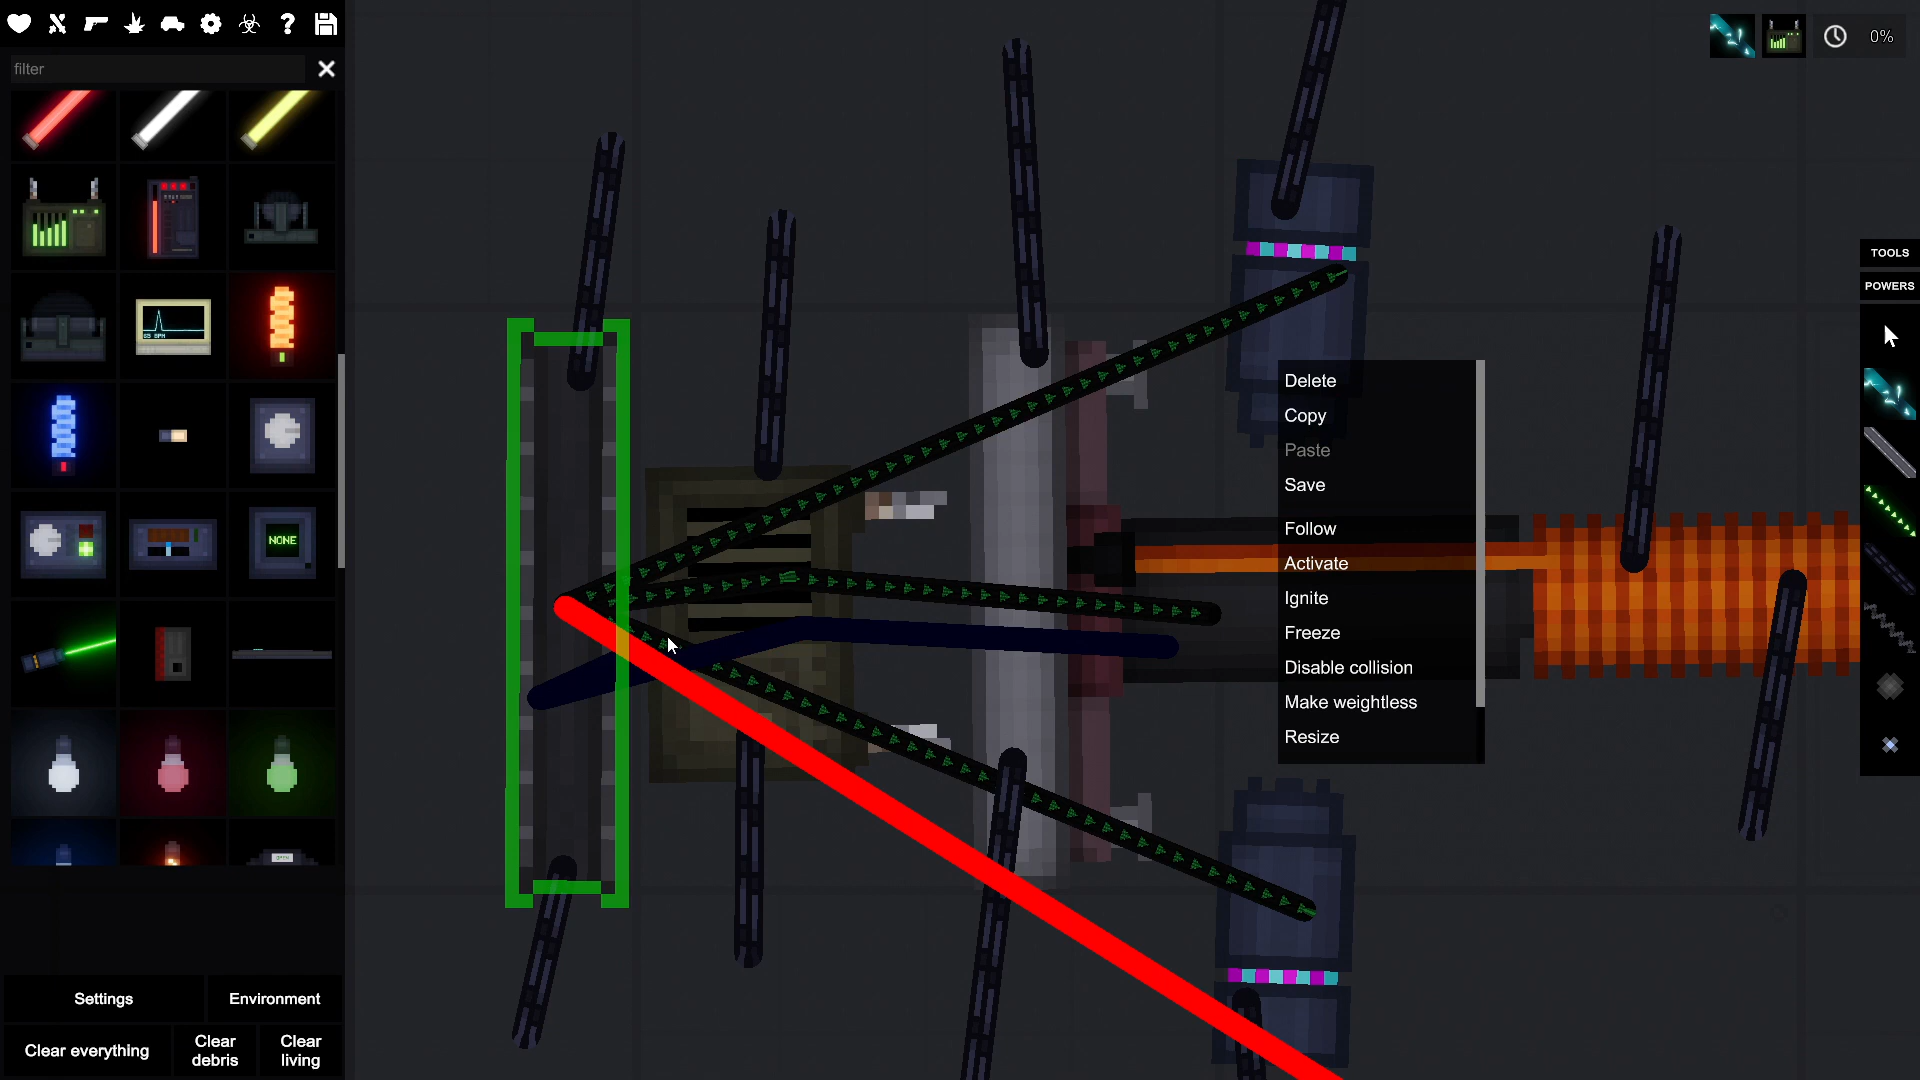 filter
0%
TOOLS
POWERS
Delete
Copy
Paste
Save
Follow
Activate
Ignite
Freeze
Disable collision
Make weightless
Resize
NONE
Settings
Environment
Clear everything
Clear debris
Clear living